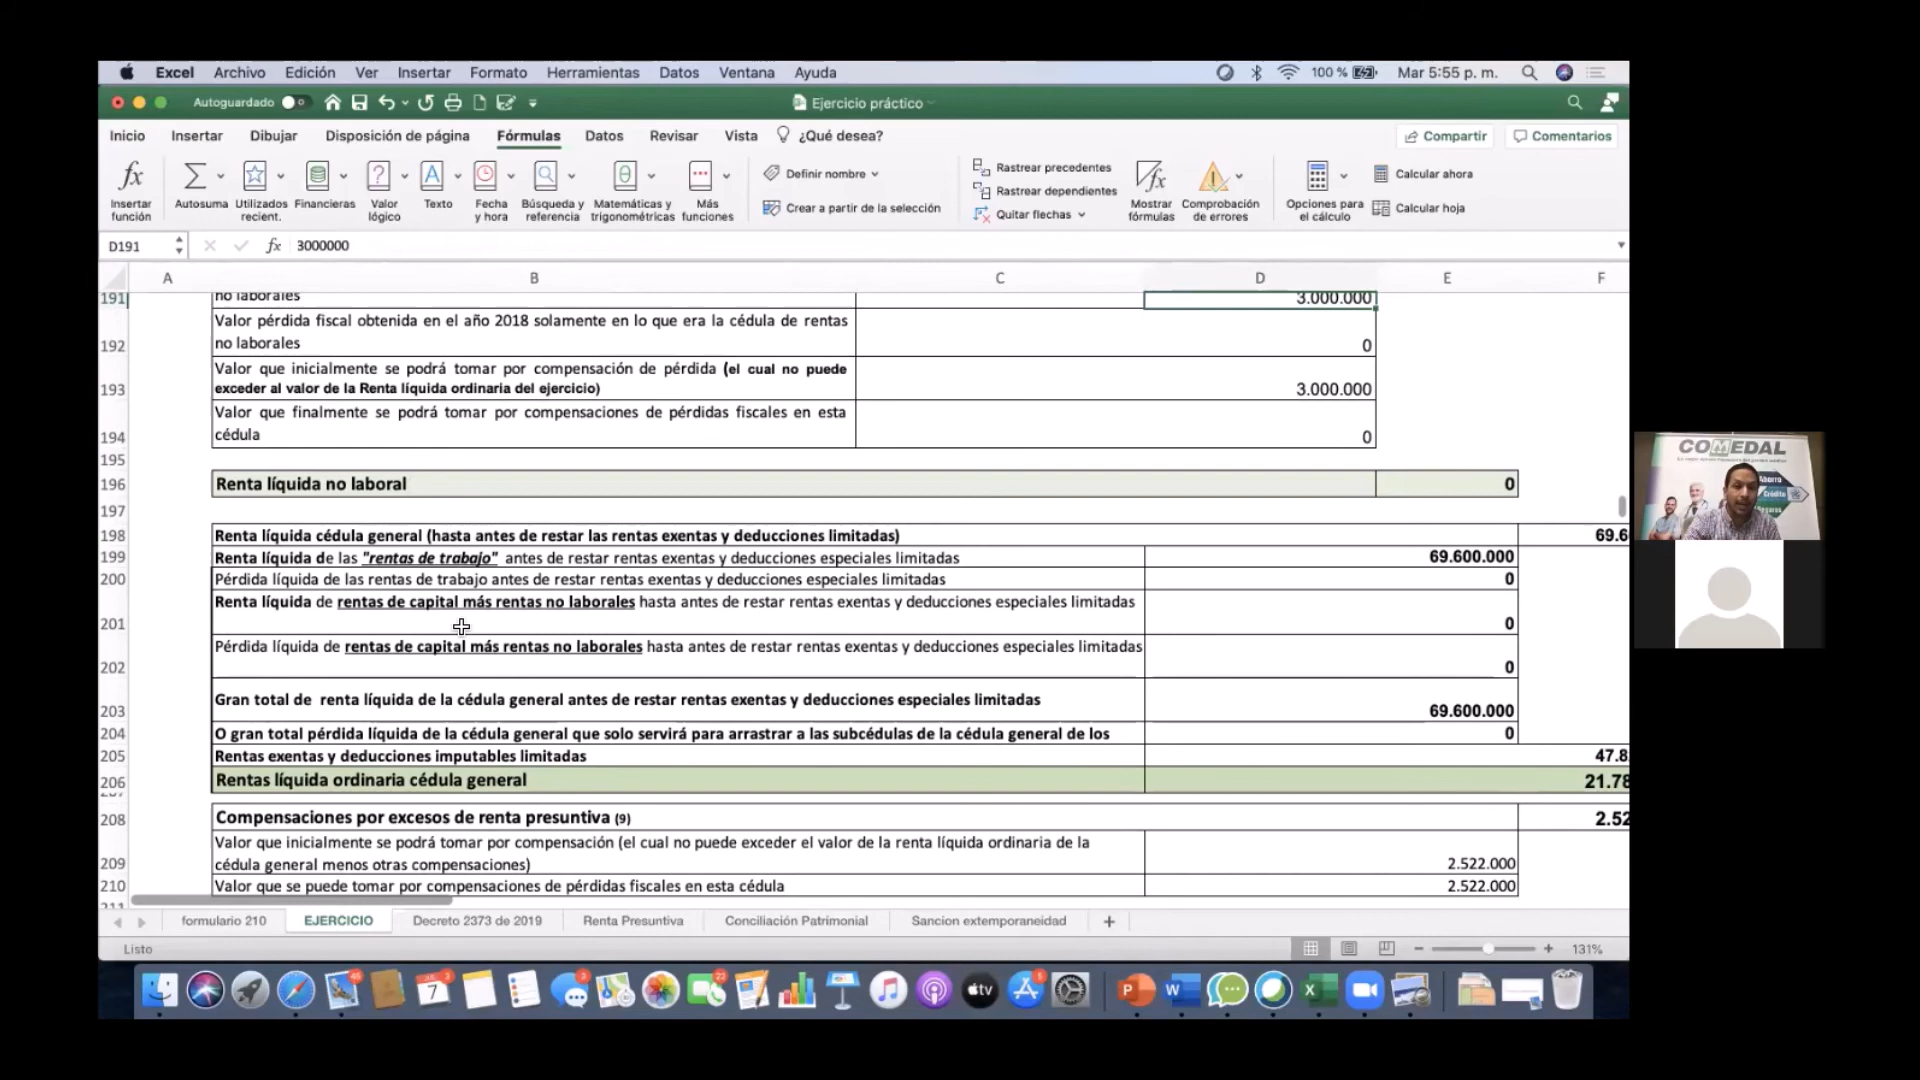 Excel Archivo Edición Ver Insertar Formato Herramientas Datos Ventana Ayuda 100 % Mar 5:55 p. m.
Autoguardado Ejercicio práctico
Inicio Insertar Dibujar Disposición de página Fórmulas Datos Revisar Vista ¿Qué desea? Compartir Comentarios
Insertar función
Autosuma
Utilizados recient.
Financieras
Valor lógico
Texto
Fecha y hora
Búsqueda y referencia
Matemáticas y trigonométricas
Más funciones
Definir nombre
Crear a partir de la selección
Rastrear precedentes
Rastrear dependientes
Quitar flechas
Mostrar fórmulas
Comprobación de errores
Opciones para el cálculo
Calcular ahora
Calcular hoja
D191 fx 3000000
A B C D E F
191 no laborales 3.000.000
Valor pérdida fiscal obtenida en el año 2018 solamente en lo que era la cédula de rentas
192 no laborales 0
Valor que inicialmente se podrá tomar por compensación de pérdida (el cual no puede
193 exceder al valor de la Renta líquida ordinaria del ejercicio) 3.000.000
Valor que finalmente se podrá tomar por compensaciones de pérdidas fiscales en esta
194 cédula 0
195
196 Renta líquida no laboral 0
197
198 Renta líquida cédula general (hasta antes de restar las rentas exentas y deducciones limitadas) 69.6
199 Renta líquida de las "rentas de trabajo" antes de restar rentas exentas y deducciones especiales limitadas 69.600.000
200 Pérdida líquida de las rentas de trabajo antes de restar rentas exentas y deducciones especiales limitadas 0
201 Renta líquida de rentas de capital más rentas no laborales hasta antes de restar rentas exentas y deducciones especiales limitadas 0
202 Pérdida líquida de rentas de capital más rentas no laborales hasta antes de restar rentas exentas y deducciones especiales limitadas 0
203 Gran total de renta líquida de la cédula general antes de restar rentas exentas y deducciones especiales limitadas 69.600.000
204 O gran total pérdida líquida de la cédula general que solo servirá para arrastrar a las subcédulas de la cédula general de los 0
205 Rentas exentas y deducciones imputables limitadas 47.8
206 Rentas líquida ordinaria cédula general 21.78
208 Compensaciones por excesos de renta presuntiva (9) 2.52
Valor que inicialmente se podrá tomar por compensación (el cual no puede exceder el valor de la renta líquida ordinaria de la
209 cédula general menos otras compensaciones) 2.522.000
210 Valor que se puede tomar por compensaciones de pérdidas fiscales en esta cédula 2.522.000
formulario 210 EJERCICIO Decreto 2373 de 2019 Renta Presuntiva Conciliación Patrimonial Sancion extemporaneidad +
Listo 131%
7 tv P W X
COMEDAL
Ahorro
Crédito